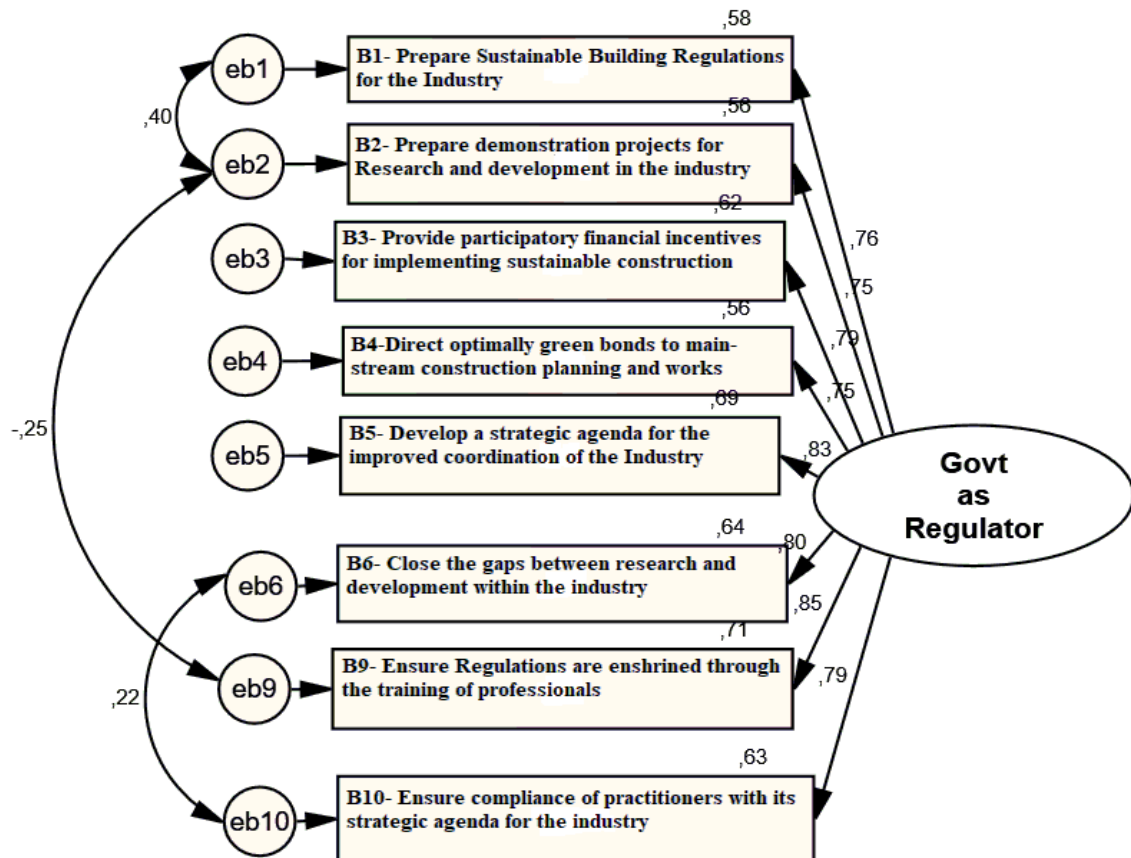 ,58
eb1
B1- Prepare Sustainable Building Regulations
for the Industry
,40
,56
eb2
B2- Prepare demonstration projects for
Research and development in the industry
,76
,62
eb3
B3- Provide participatory financial incentives
for implementing sustainable construction
,75
,56
,79
eb4
B4-Direct optimally green bonds to main-
stream construction planning and works
,75
,69
-,25
eb5
B5- Develop a strategic agenda for the
improved coordination of the Industry
,83
Govt
as
Regulator
,64
,80
eb6
B6- Close the gaps between research and
development within the industry
,85
,71
eb9
B9- Ensure Regulations are enshrined through
the training of professionals
,79
,22
,63
eb10
B10- Ensure compliance of practitioners with its
strategic agenda for the industry